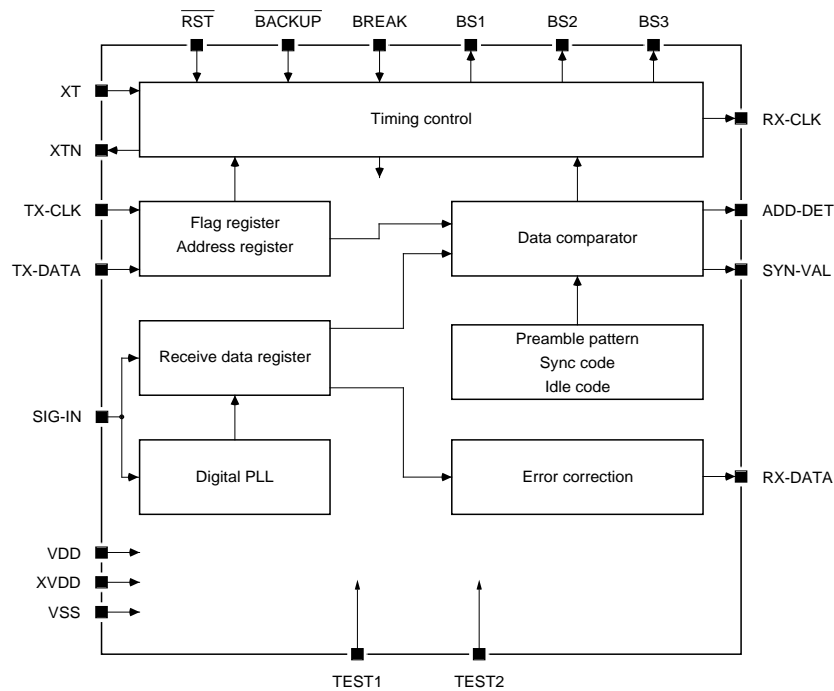 RST BACKUP BREAK BS1 BS2 BS3
XT
Timing control
RX-CLK
XTN
TX-CLK
Flag register
Address register
Data comparator
ADD-DET
TX-DATA
SYN-VAL
Receive data register
Preamble pattern
Sync code
Idle code
SIG-IN
Digital PLL
Error correction
RX-DATA
VDD
XVDD
VSS
TEST1 TEST2